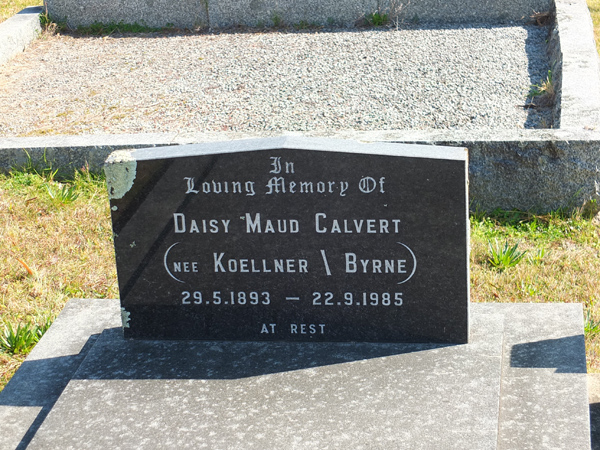 In
Loving Memory Of
DAISY MAUD CALVERT
(NEE KOELLNER \ BYRNE)
29.5.1893 — 22.9.1985
AT REST